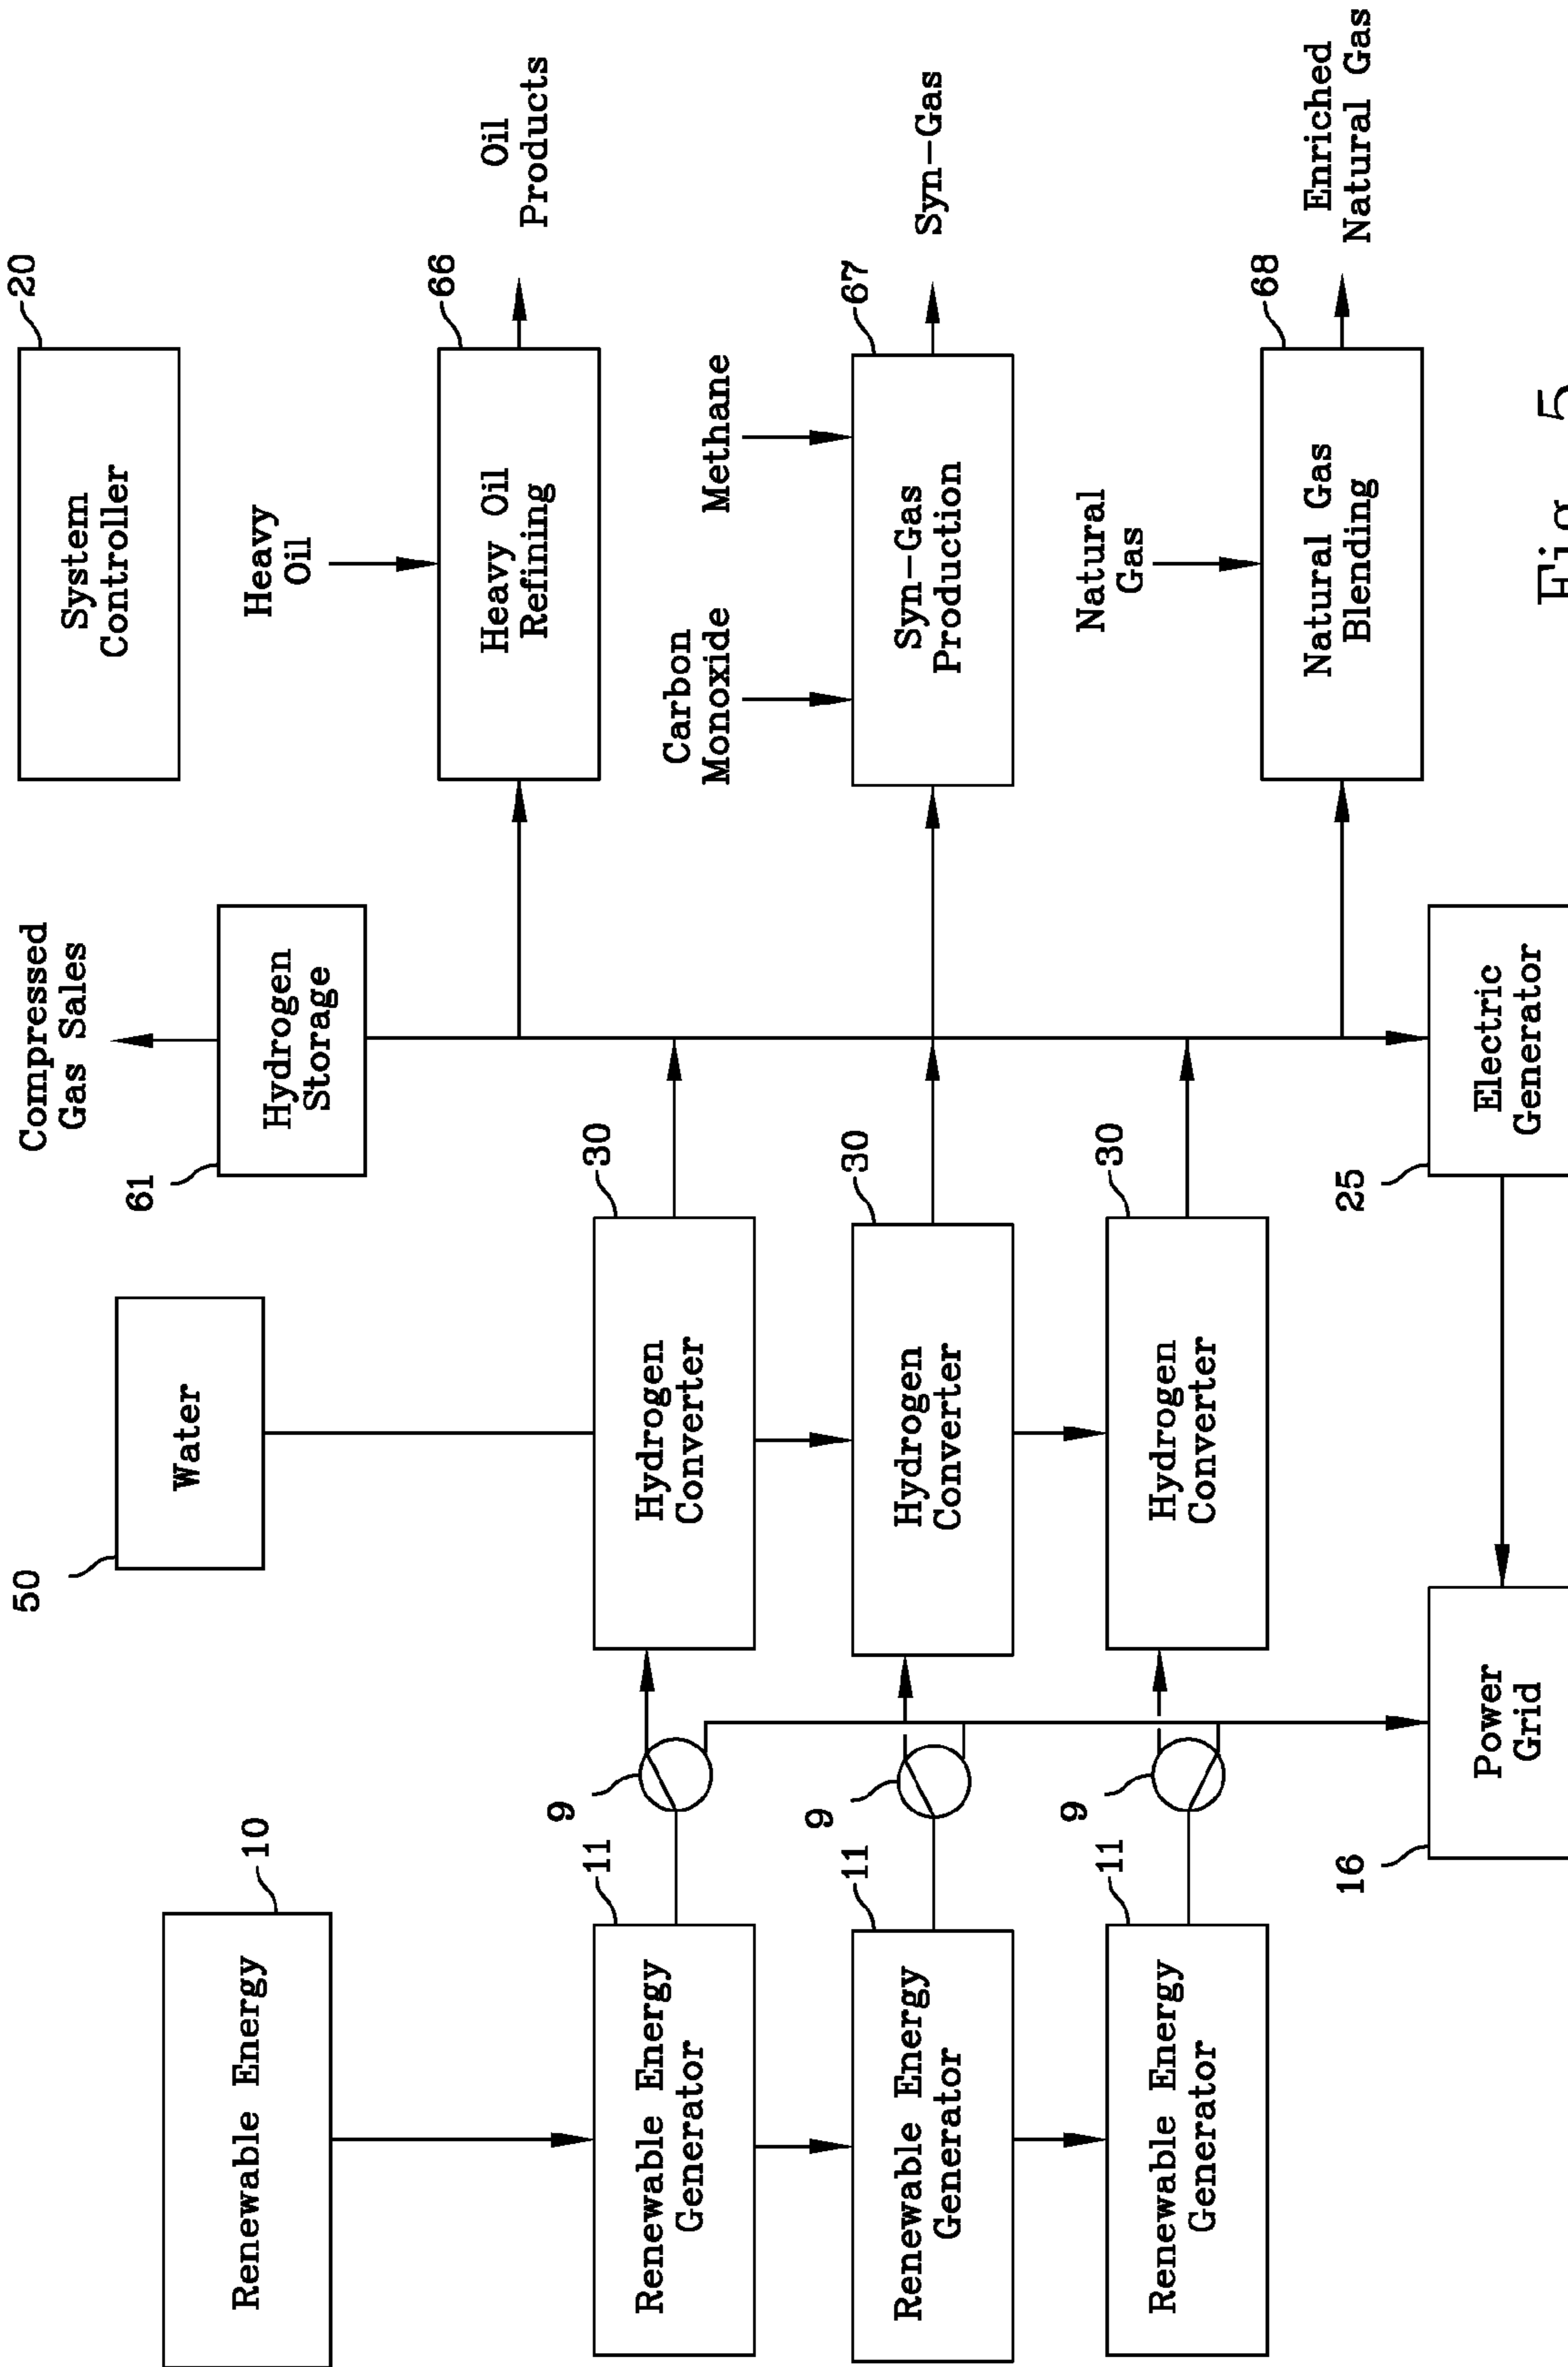 Renewable Energy
10
Water
50
Compressed
Gas Sales
Hydrogen
Storage
61
System
Controller
20
Heavy
Oil
Renewable Energy
Generator
11
9
Hydrogen
Converter
30
Heavy Oil
Refining
66
Oil
Products
Carbon
Monoxide
Methane
Renewable Energy
Generator
11
9
Hydrogen
Converter
30
Syn-Gas
Production
67
Syn-Gas
Natural
Gas
Renewable Energy
Generator
11
9
Hydrogen
Converter
30
Natural Gas
Blending
68
Enriched
Natural Gas
Power
Grid
16
Electric
Generator
25
Fig. 5